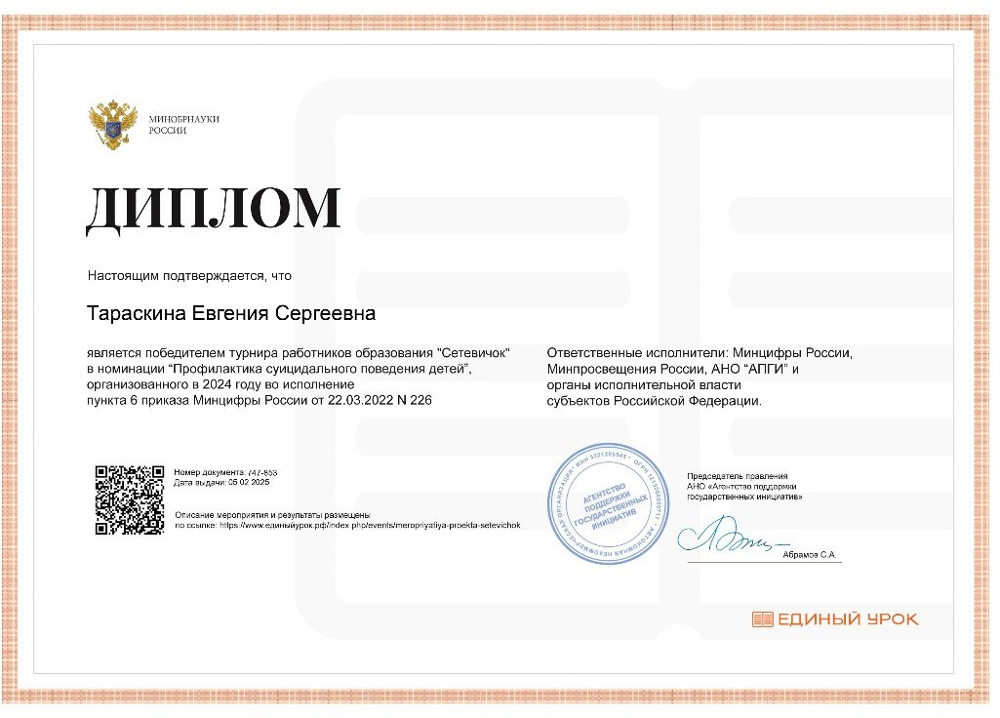 МИНОБРНАУКИ
РОССИИ
ДИПЛОМ
Настоящим подтверждается, что
Тараскина Евгения Сергеевна
является победителем турнира работников образования "Сетевичок"
в номинации “Профилактика суицидального поведения детей”,
организованного в 2024 году во исполнение
пункта 6 приказа Минцифры России от 22.03.2022 N 226
Ответственные исполнители: Минцифры России,
Минпросвещения России, АНО “АПГИ” и
органы исполнительной власти
субъектов Российской Федерации.
Номер документа: 747-853
Дата выдачи: 05 02 2025
Описание мероприятия и результаты размещены
по ссылке: https://www.единыйурок.рф/index php/events/meropriyatiya-proekta-setevichok
АГЕНТСТВО
ПОДДЕРЖКИ
ГОСУДАРСТВЕННЫХ
ИНИЦИАТИВ
АВТОНОМНАЯ НЕКОММЕРЧЕСКАЯ ОРГАНИЗАЦИЯ
Председатель правления
АНО «Агентство поддержки
государственных инициатив»
Абрамов С.А.
ЕДИНЫЙ УРОК